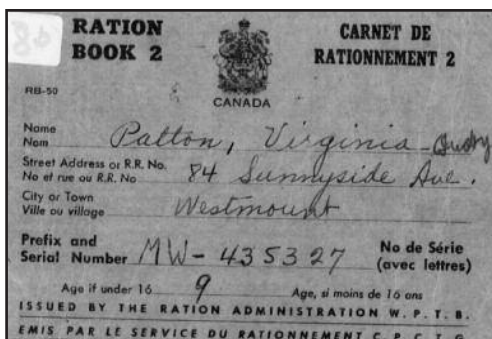 RATION BOOK 2
CARNET DE RATIONNEMENT 2
RB-50
CANADA
Name Patton, Virginia
Nom
Street Address or R.R. No. 84 Sunnyside Ave.
No et rue ou R.R. No
City or Town Westmount
Ville ou village
Prefix and Serial Number MW-435327 No de Série (avec lettres)
Age if under 16 9 Age, si moins de 16 ans
ISSUED BY THE RATION ADMINISTRATION W. P. T. B.
EMIS PAR LE SERVICE DU RATIONNEMENT C. P. C. T. G.